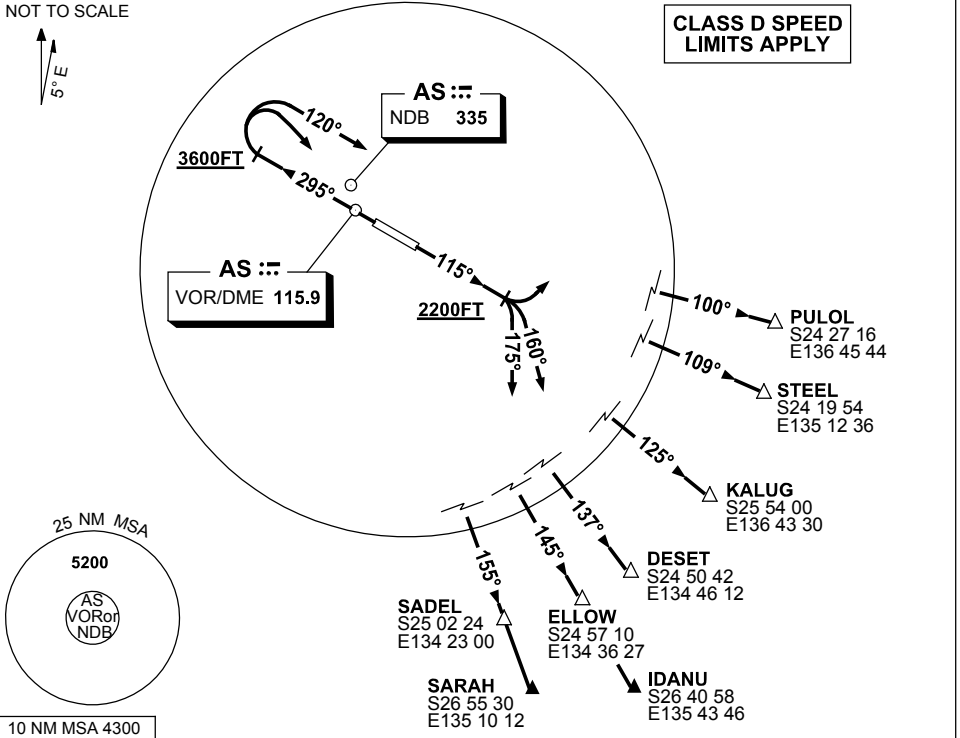 NOT TO SCALE
5° E
CLASS D SPEED
LIMITS APPLY
AS
NDB 335
120°
3600FT
295°
AS
VOR/DME 115.9
115°
2200FT
175°
160°
100°
PULOL
S24 27 16
E136 45 44
109°
STEEL
S24 19 54
E135 12 36
125°
KALUG
S25 54 00
E136 43 30
137°
DESET
S24 50 42
E134 46 12
145°
ELLOW
S24 57 10
E134 36 27
155°
SADEL
S25 02 24
E134 23 00
SARAH
S26 55 30
E135 10 12
IDANU
S26 40 58
E135 43 46
25 NM MSA
5200
AS
VORor
NDB
10 NM MSA 4300